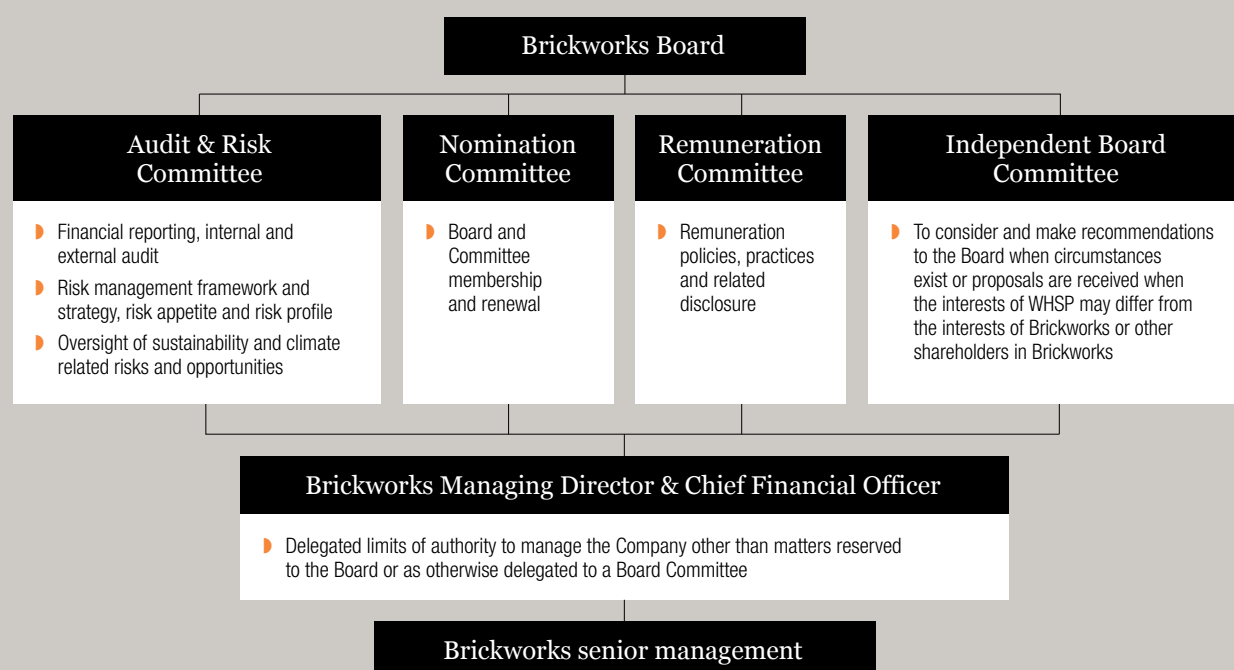 Brickworks Board
Audit & Risk
Committee
Financial reporting, internal and
external audit
Risk management framework and
strategy, risk appetite and risk profile
Oversight of sustainability and climate
related risks and opportunities
Nomination
Committee
Board and
Committee
membership
and renewal
Remuneration
Committee
Remuneration
policies, practices
and related
disclosure
Independent Board
Committee
To consider and make recommendations
to the Board when circumstances
exist or proposals are received when
the interests of WHSP may differ from
the interests of Brickworks or other
shareholders in Brickworks
Brickworks Managing Director & Chief Financial Officer
Delegated limits of authority to manage the Company other than matters reserved
to the Board or as otherwise delegated to a Board Committee
Brickworks senior management